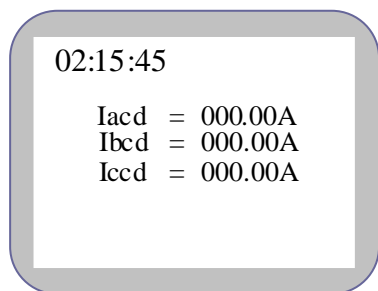 02:15:45
Iacd = 000.00A
Ibcd = 000.00A
Iccd = 000.00A